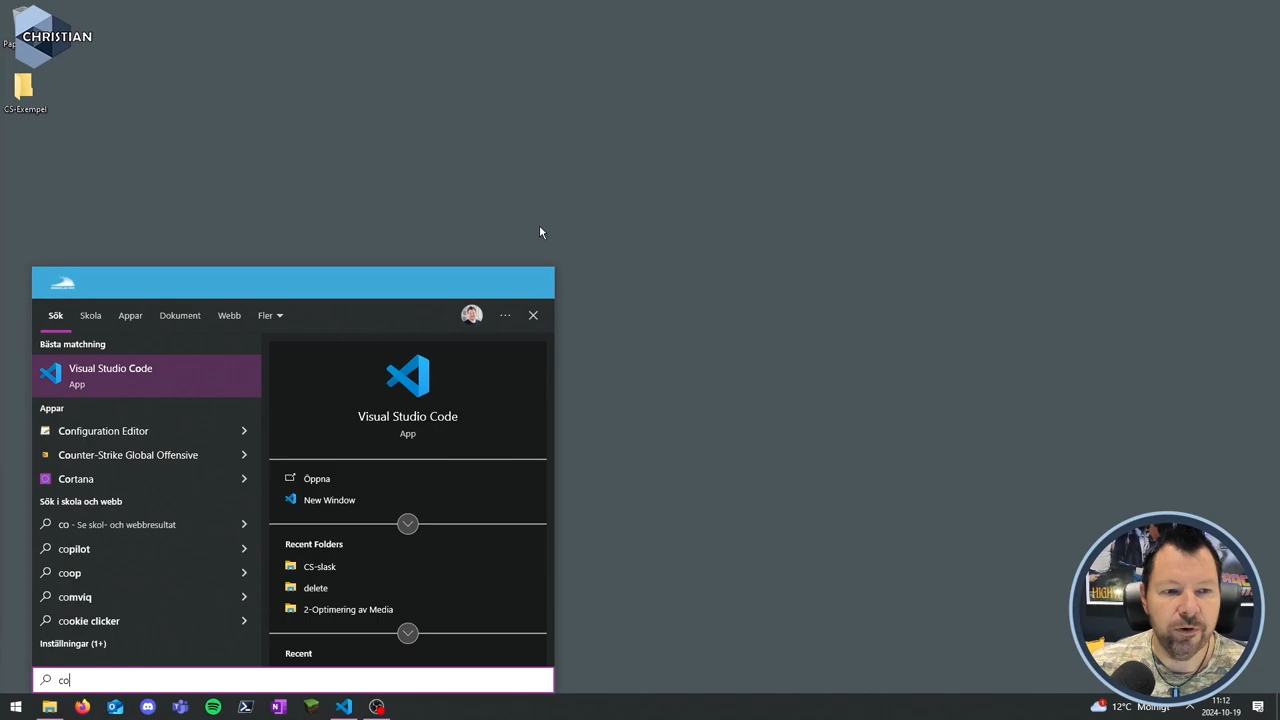 CHRISTIAN
CS-Exempel
Sök
Skola
Appar
Dokument
Webb
Fler
Bästa matchning
Visual Studio Code
App
Appar
Configuration Editor
Counter-Strike Global Offensive
Cortana
Sök i skola och webb
co - Se skol- och webbresultat
copilot
coop
comviq
cookie clicker
Inställningar (1+)
Visual Studio Code
App
Öppna
New Window
Recent Folders
CS-slask
delete
2-Optimering av Media
Recent
co
12°C Molnigt
11:12
2024-10-19